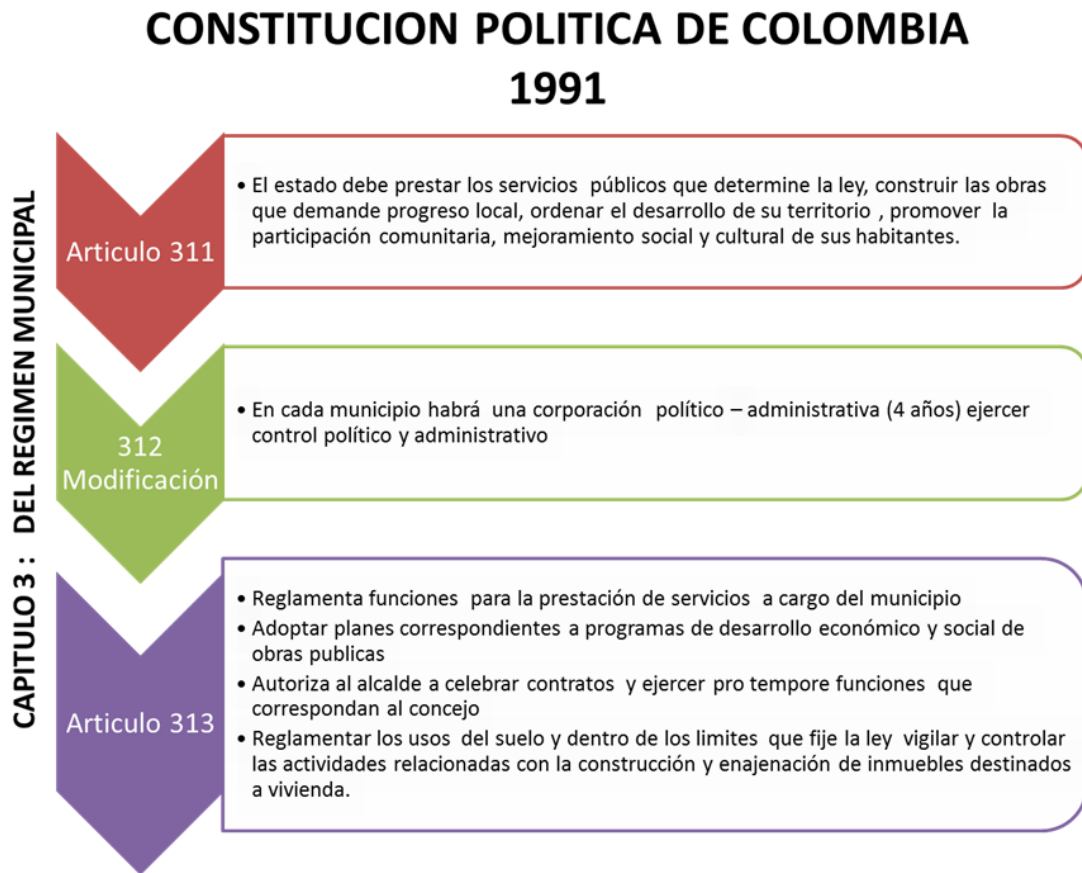 CONSTITUCION POLITICA DE COLOMBIA
1991
CAPITULO 3 : DEL REGIMEN MUNICIPAL
Articulo 311
• El estado debe prestar los servicios públicos que determine la ley, construir las obras
que demande progreso local, ordenar el desarrollo de su territorio , promover la
participación comunitaria, mejoramiento social y cultural de sus habitantes.
312
Modificación
• En cada municipio habrá una corporación político – administrativa (4 años) ejercer
control político y administrativo
Articulo 313
• Reglamenta funciones para la prestación de servicios a cargo del municipio
• Adoptar planes correspondientes a programas de desarrollo económico y social de
obras publicas
• Autoriza al alcalde a celebrar contratos y ejercer pro tempore funciones que
correspondan al concejo
• Reglamentar los usos del suelo y dentro de los limites que fije la ley vigilar y controlar
las actividades relacionadas con la construcción y enajenación de inmuebles destinados
a vivienda.